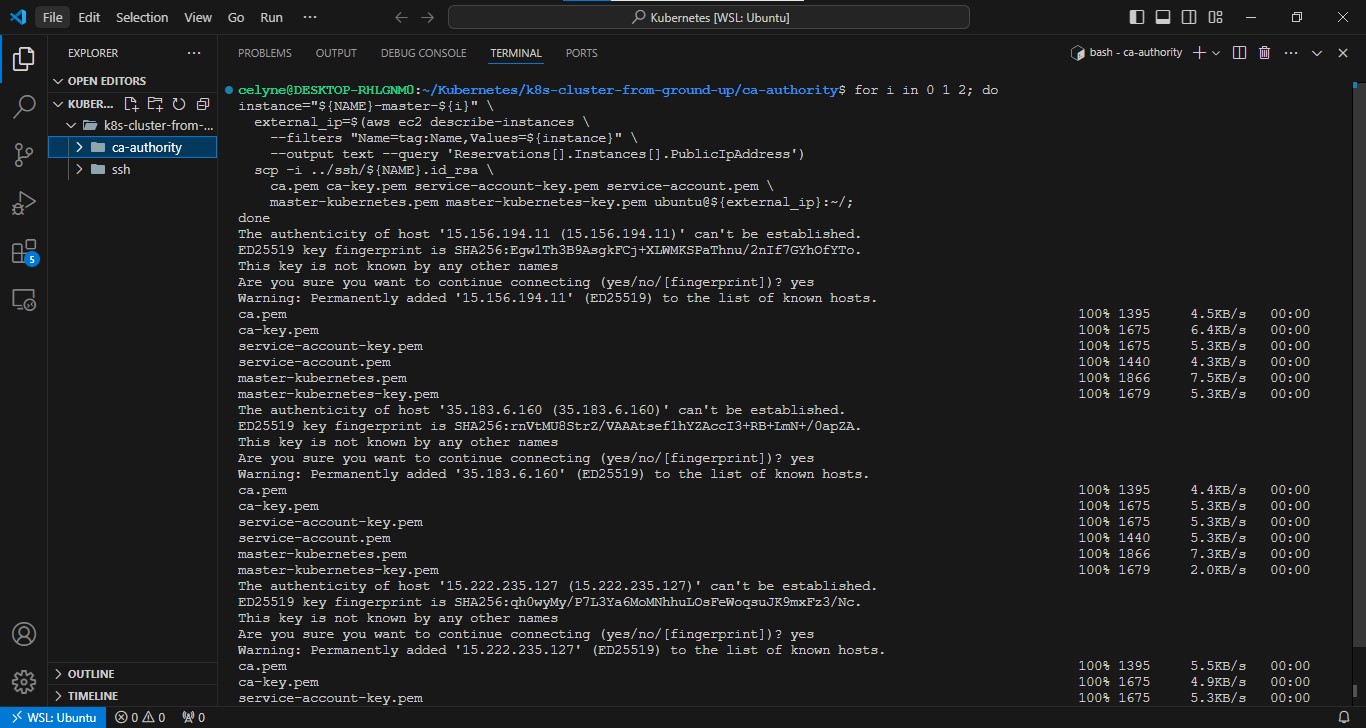 File Edit Selection View Go Run ··· Kubernetes [WSL: Ubuntu]
EXPLORER ···
OPEN EDITORS
KUBER...
k8s-cluster-from-...
ca-authority
ssh
5
OUTLINE
TIMELINE
PROBLEMS OUTPUT DEBUG CONSOLE TERMINAL PORTS bash - ca-authority
celyne@DESKTOP-RHLGNM0:~/Kubernetes/k8s-cluster-from-ground-up/ca-authority$ for i in 0 1 2; do
instance="${NAME}-master-${i}" \
external_ip=$(aws ec2 describe-instances \
--filters "Name=tag:Name,Values=${instance}" \
--output text --query 'Reservations[].Instances[].PublicIpAddress')
scp -i ../ssh/${NAME}.id_rsa \
ca.pem ca-key.pem service-account-key.pem service-account.pem \
master-kubernetes.pem master-kubernetes-key.pem ubuntu@${external_ip}:~/;
done
The authenticity of host '15.156.194.11 (15.156.194.11)' can't be established.
ED25519 key fingerprint is SHA256:Egw1Th3B9AsgkFCj+XLWMKSPaThnu/2nIf7GYhOfYTo.
This key is not known by any other names
Are you sure you want to continue connecting (yes/no/[fingerprint])? yes
Warning: Permanently added '15.156.194.11' (ED25519) to the list of known hosts.
ca.pem 100% 1395 4.5KB/s 00:00
ca-key.pem 100% 1675 6.4KB/s 00:00
service-account-key.pem 100% 1675 5.3KB/s 00:00
service-account.pem 100% 1440 4.3KB/s 00:00
master-kubernetes.pem 100% 1866 7.5KB/s 00:00
master-kubernetes-key.pem 100% 1679 5.3KB/s 00:00
The authenticity of host '35.183.6.160 (35.183.6.160)' can't be established.
ED25519 key fingerprint is SHA256:rnVtMU8StrZ/VAAAtsef1hYZAccI3+RB+LmN+/0apZA.
This key is not known by any other names
Are you sure you want to continue connecting (yes/no/[fingerprint])? yes
Warning: Permanently added '35.183.6.160' (ED25519) to the list of known hosts.
ca.pem 100% 1395 4.4KB/s 00:00
ca-key.pem 100% 1675 5.3KB/s 00:00
service-account-key.pem 100% 1675 5.3KB/s 00:00
service-account.pem 100% 1440 5.3KB/s 00:00
master-kubernetes.pem 100% 1866 7.3KB/s 00:00
master-kubernetes-key.pem 100% 1679 2.0KB/s 00:00
The authenticity of host '15.222.235.127 (15.222.235.127)' can't be established.
ED25519 key fingerprint is SHA256:qh0wyMy/P7L3Ya6MoMNhhuLOsFeWoqsuJK9mxFz3/Nc.
This key is not known by any other names
Are you sure you want to continue connecting (yes/no/[fingerprint])? yes
Warning: Permanently added '15.222.235.127' (ED25519) to the list of known hosts.
ca.pem 100% 1395 5.5KB/s 00:00
ca-key.pem 100% 1675 4.9KB/s 00:00
service-account-key.pem 100% 1675 5.3KB/s 00:00
WSL: Ubuntu 0 0 0